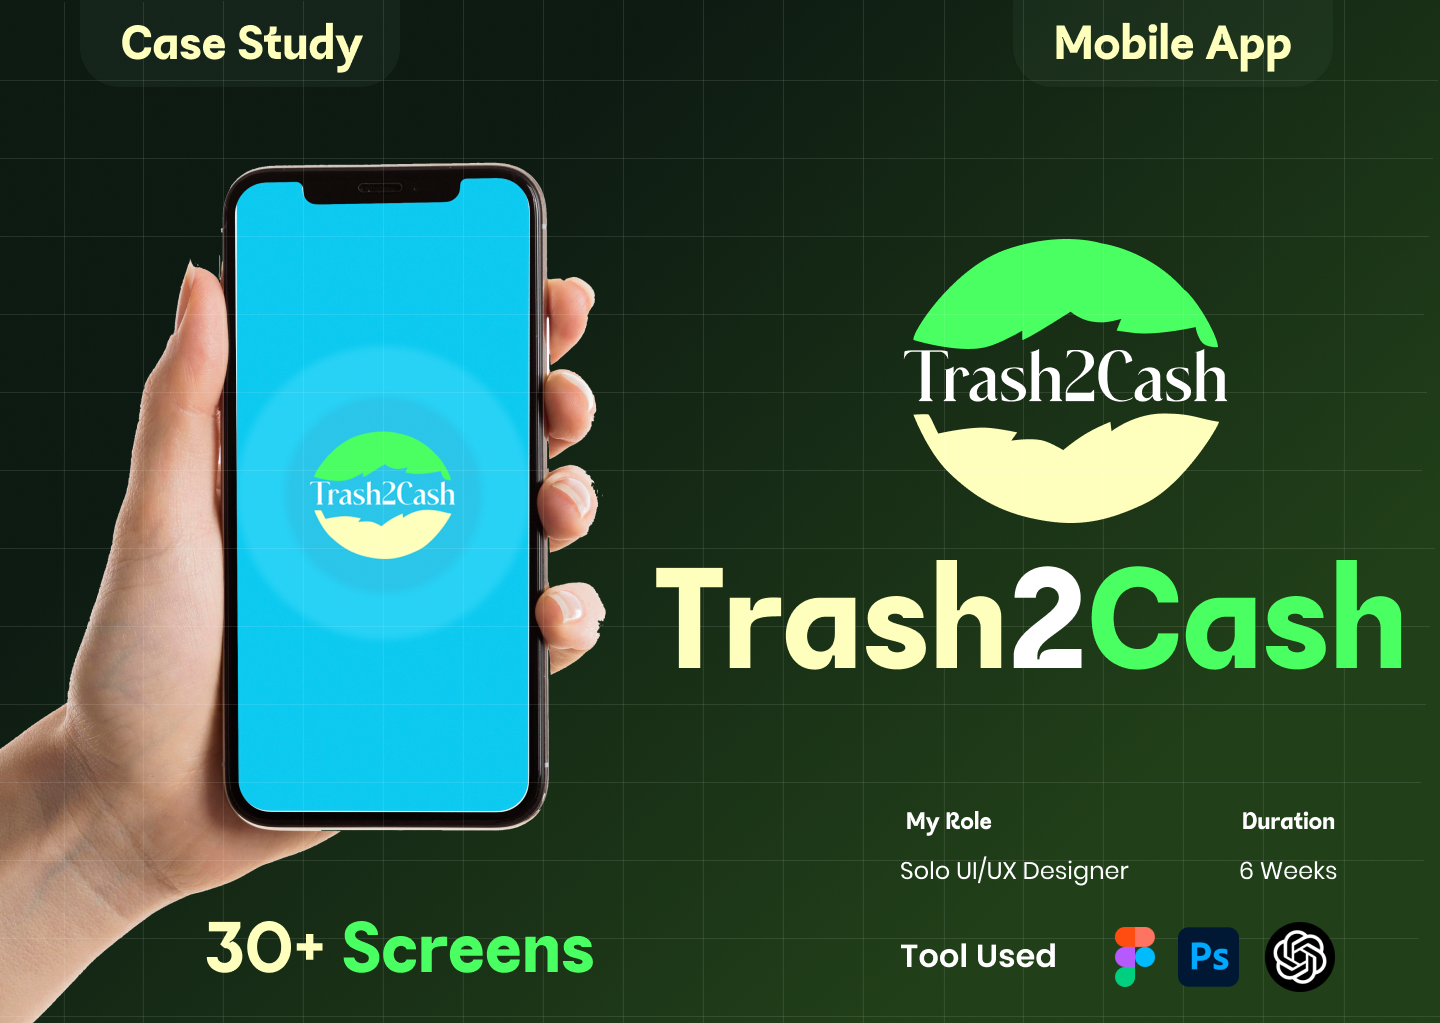 Case Study
Mobile App
Trash2Cash
Trash2Cash
Trash2Cash
My Role
Duration
Solo UI/UX Designer
6 Weeks
30+ Screens
Tool Used
Ps